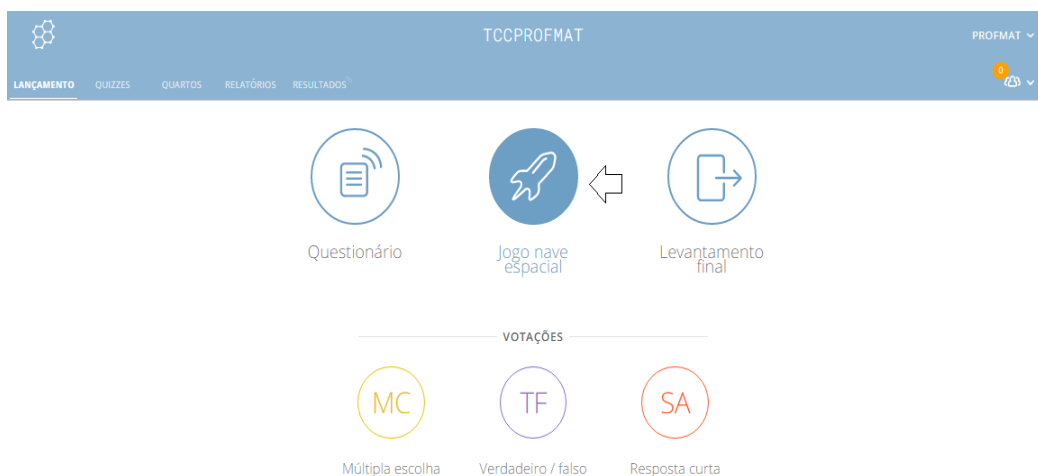 TCCPROFMAT
PROFMAT
LANÇAMENTO QUIZZES QUARTOS RELATÓRIOS RESULTADOS
0
Questionário
Jogo nave
espacial
Levantamento
final
VOTAÇÕES
MC
TF
SA
Múltipla escolha
Verdadeiro / falso
Resposta curta